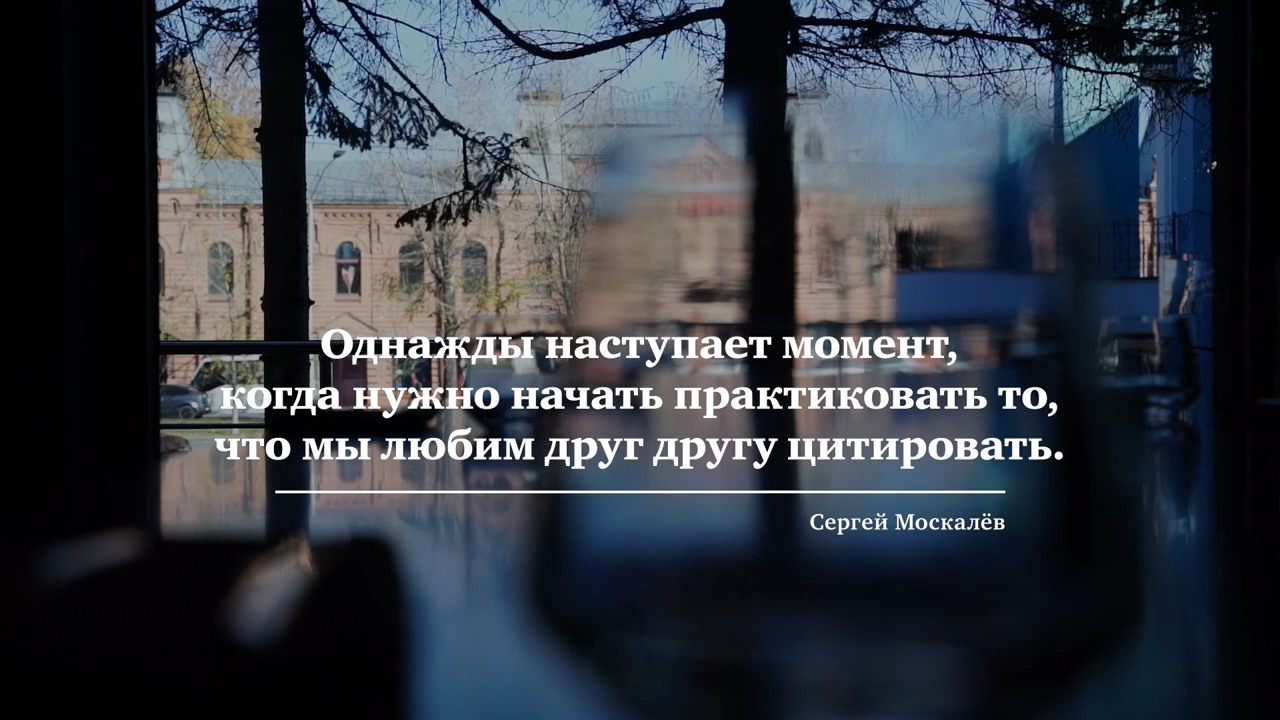 Однажды наступает момент,
когда нужно начать практиковать то,
что мы любим друг другу цитировать.
Сергей Москалёв